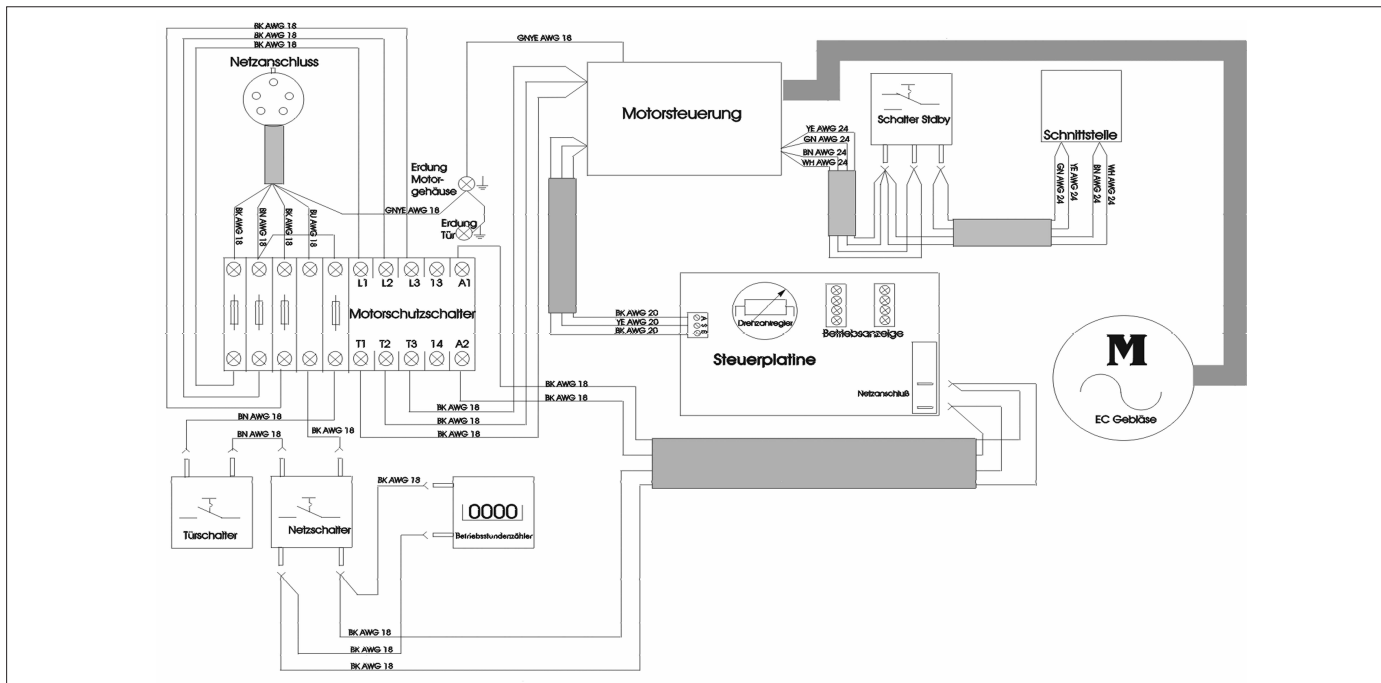 BK AWG 18
BK AWG 18
BK AWG 18
Netzanschluss
GNYE AWG 18
Motorsteuerung
Schalter Stdby
Schnittstelle
YE AWG 24
GN AWG 24
BN AWG 24
WH AWG 24
GN AWG 24
YE AWG 24
BN AWG 24
WH AWG 24
Erdung
Motor-
gehäuse
GNYE AWG 18
Erdung
Tür
BK AWG 18
BN AWG 18
BK AWG 18
BU AWG 18
L1 L2 L3 13 A1
Motorschutzschalter
T1 T2 T3 14 A2
BK AWG 20
YE AWG 20
BK AWG 20
A
S
E
Drehzahlregler
Betriebsanzeige
Steuerplatine
Netzanschluß
M
EC Gebläse
BK AWG 18
BK AWG 18
BK AWG 18
BK AWG 18
BK AWG 18
BN AWG 18
BK AWG 18
BN AWG 18
Türschalter
Netzschalter
BK AWG 18
0000
Betriebsstundenzähler
BK AWG 18
BK AWG 18
BK AWG 18